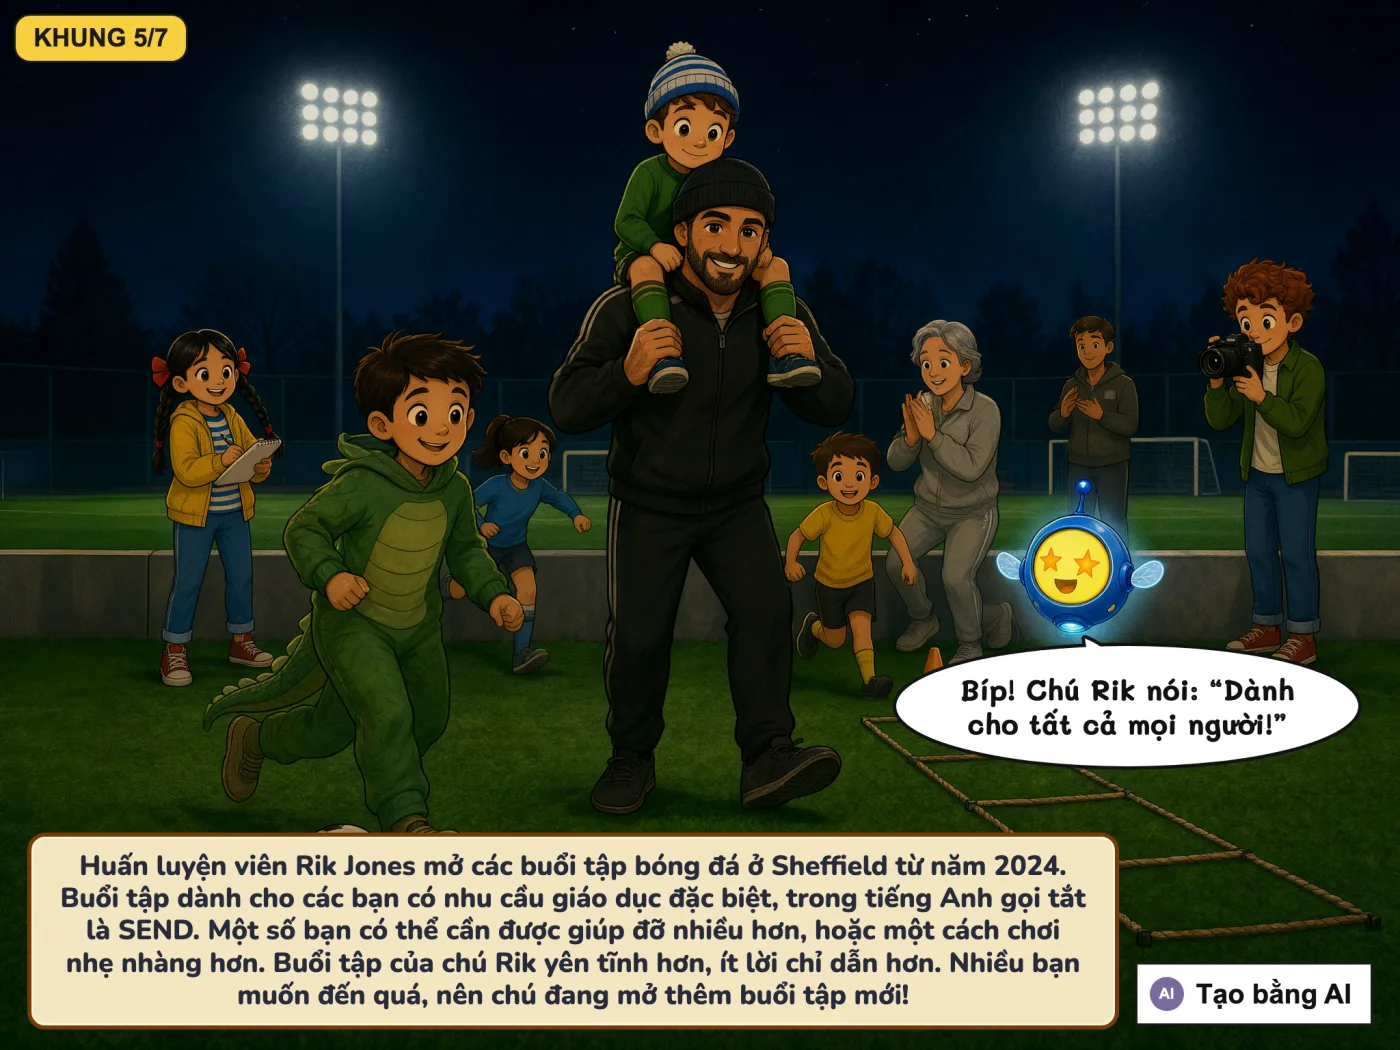 KHUNG 5/7
Bíp! Chú Rik nói: “Dành
cho tất cả mọi người!”
Huấn luyện viên Rik Jones mở các buổi tập bóng đá ở Sheffield từ năm 2024.
Buổi tập dành cho các bạn có nhu cầu giáo dục đặc biệt, trong tiếng Anh gọi tắt
là SEND. Một số bạn có thể cần được giúp đỡ nhiều hơn, hoặc một cách chơi
nhẹ nhàng hơn. Buổi tập của chú Rik yên tĩnh hơn, ít lời chỉ dẫn hơn. Nhiều bạn
muốn đến quá, nên chú đang mở thêm buổi tập mới!
AI Tạo bằng AI